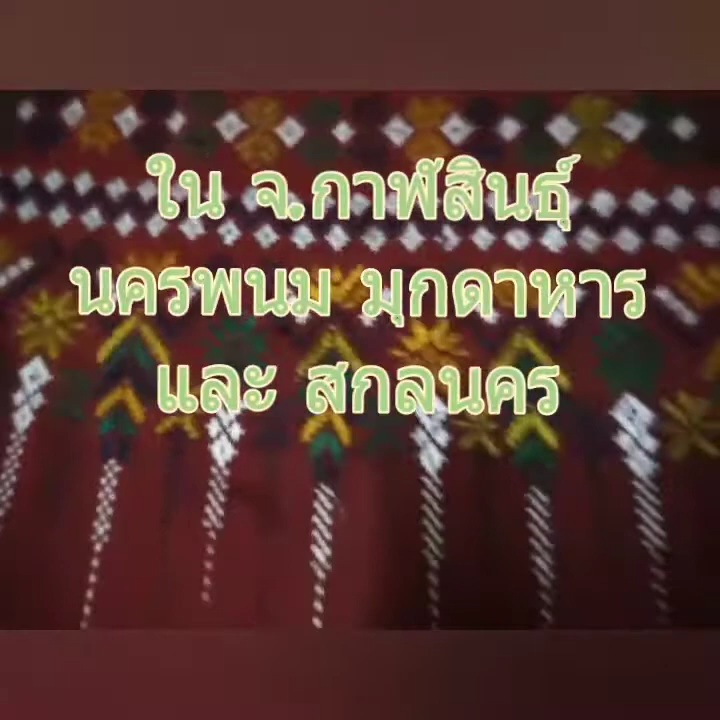 ใน จ.กาฬสินธุ์
นครพนม มุกดาหาร
และ สกลนคร